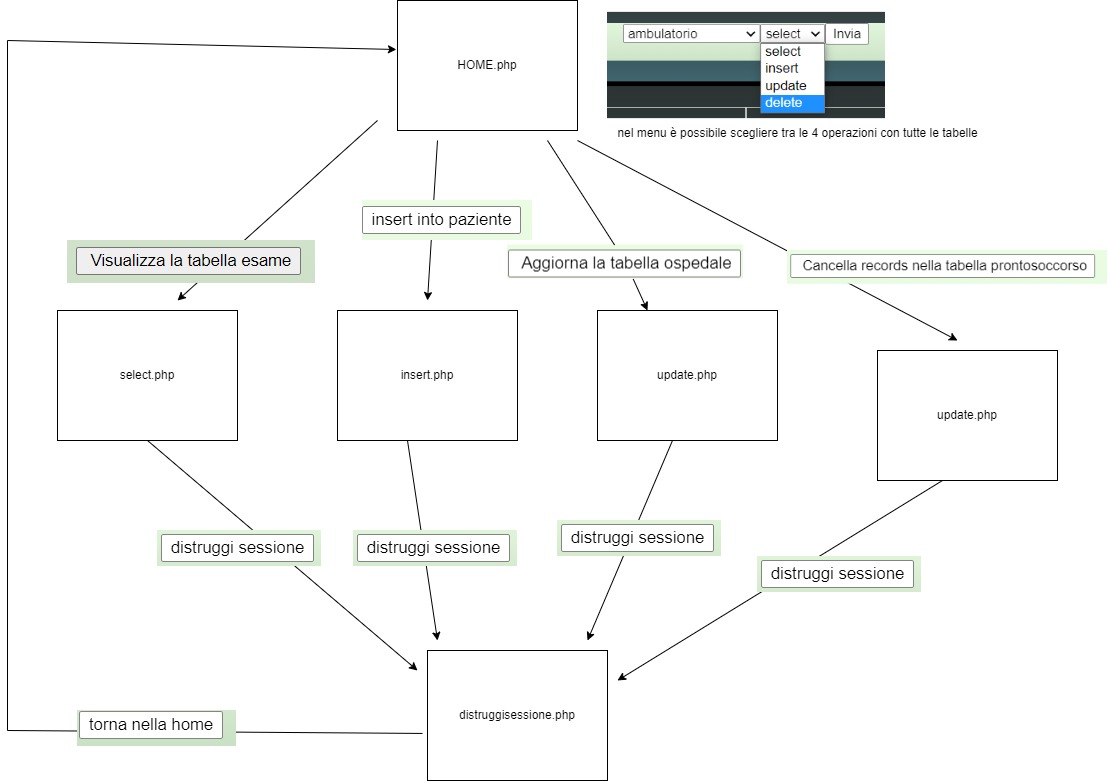 HOME.php
ambulatorio select Invia
select
insert
update
delete
nel menu è possibile scegliere tra le 4 operazioni con tutte le tabelle
insert into paziente
Visualizza la tabella esame
Aggiorna la tabella ospedale
Cancella records nella tabella prontosoccorso
select.php
insert.php
update.php
update.php
distruggi sessione
distruggi sessione
distruggi sessione
distruggi sessione
distruggisessione.php
torna nella home